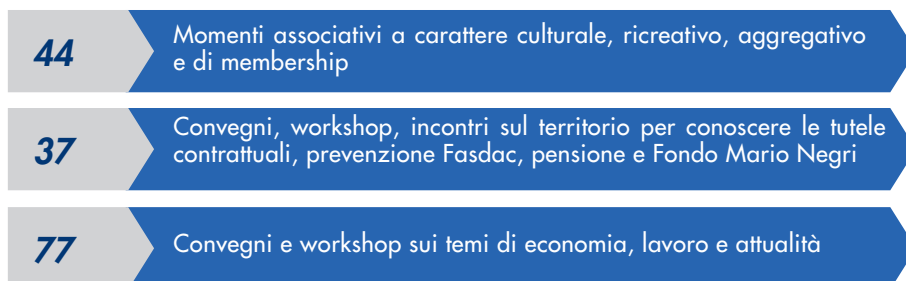 44
Momenti associativi a carattere culturale, ricreativo, aggregativo
e di membership
37
Convegni, workshop, incontri sul territorio per conoscere le tutele
contrattuali, prevenzione Fasdac, pensione e Fondo Mario Negri
77
Convegni e workshop sui temi di economia, lavoro e attualità